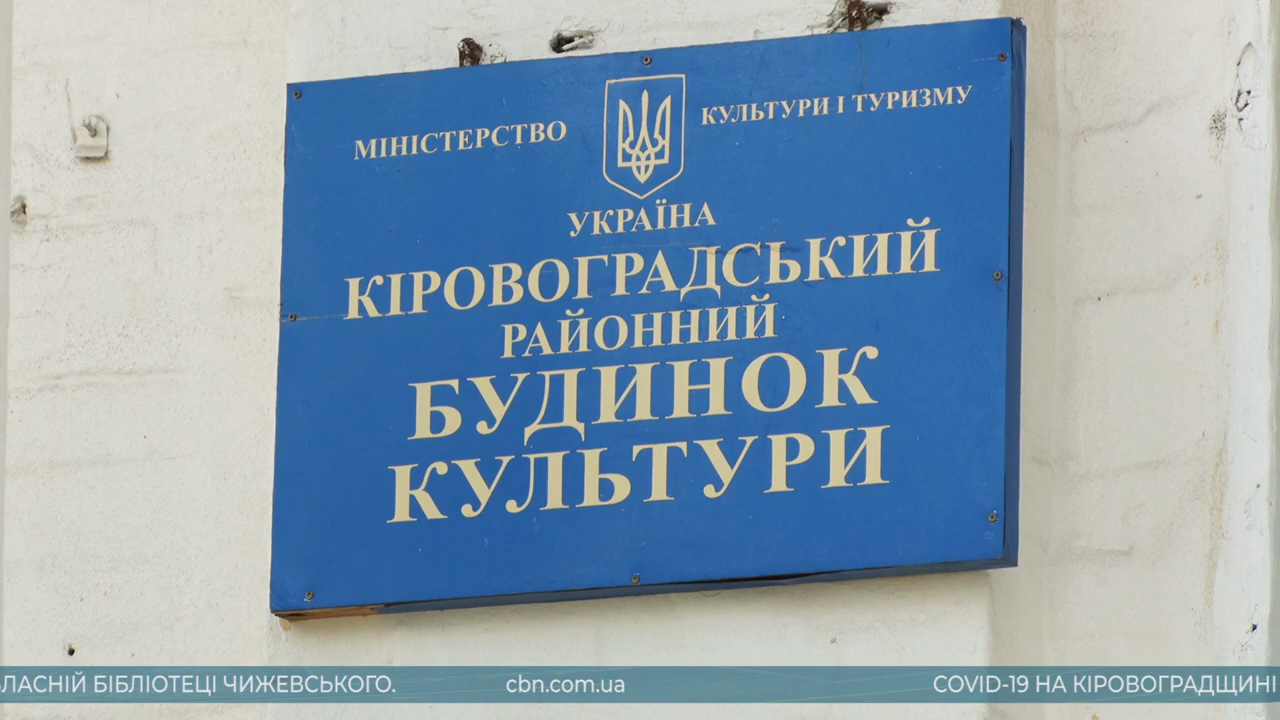 МІНІСТЕРСТВО КУЛЬТУРИ І ТУРИЗМУ
УКРАЇНА
КІРОВОГРАДСЬКИЙ
РАЙОННИЙ
БУДИНОК
КУЛЬТУРИ
БІБЛІОТЕЦІ ЧИЖЕВСЬКОГО. cbn.com.ua COVID-19 НА КІРОВОГРАДЩИНІ